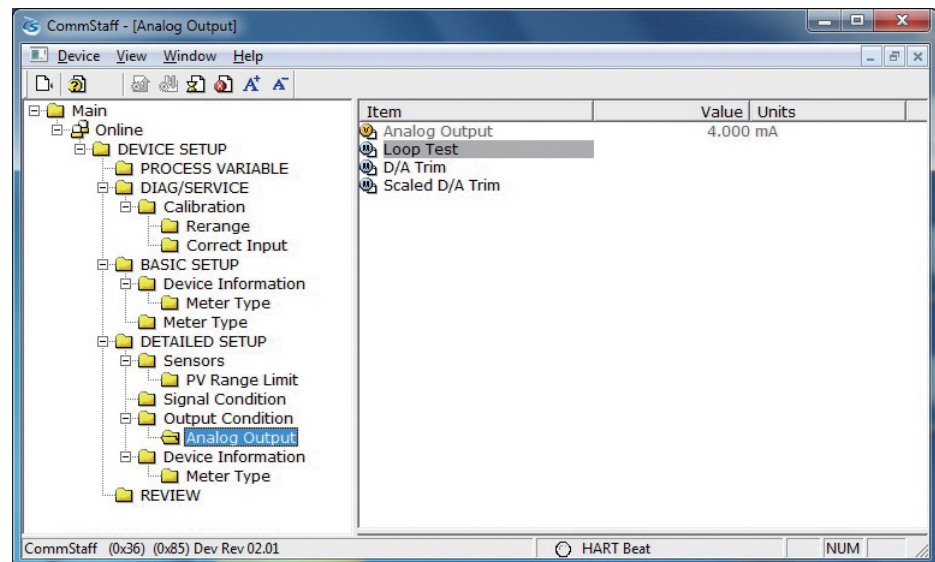 CommStaff - [Analog Output]
Device View Window Help
Main
Online
DEVICE SETUP
PROCESS VARIABLE
DIAG/SERVICE
Calibration
Rerange
Correct Input
BASIC SETUP
Device Information
Meter Type
Meter Type
DETAILED SETUP
Sensors
PV Range Limit
Signal Condition
Output Condition
Analog Output
Device Information
Meter Type
REVIEW
Item Value Units
Analog Output 4.000 mA
Loop Test
D/A Trim
Scaled D/A Trim
CommStaff (0x36) (0x85) Dev Rev 02.01 HART Beat NUM